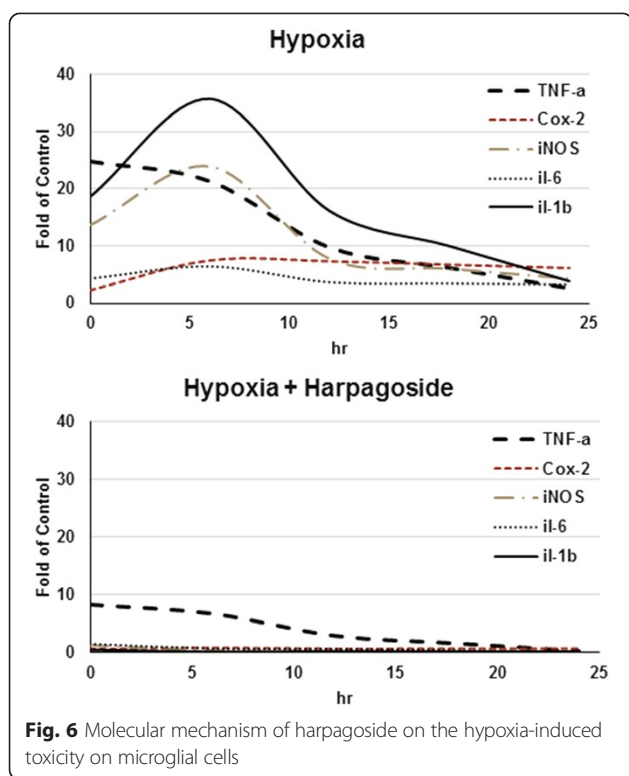 Hypoxia
40
30
20
10
0
Fold of Control
TNF-a
Cox-2
iNOS
il-6
il-1b
0 5 10 15 20 25
hr
Hypoxia + Harpagoside
40
30
20
10
0
Fold of Control
TNF-a
Cox-2
iNOS
il-6
il-1b
0 5 10 15 20 25
hr
Fig. 6 Molecular mechanism of harpagoside on the hypoxia-induced
toxicity on microglial cells